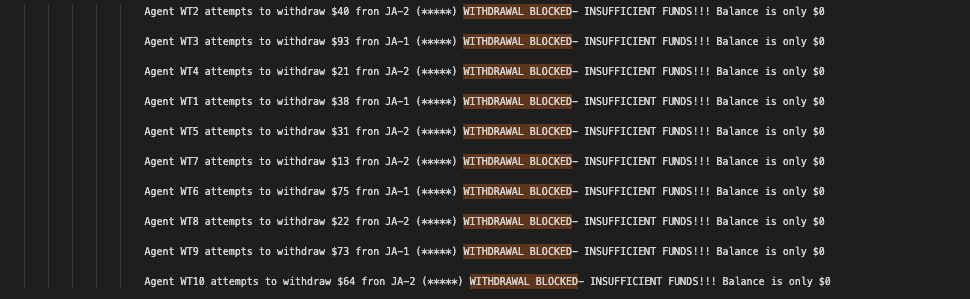 Agent WT2 attempts to withdraw $40 fron JA-2 (*****) WITHDRAWAL BLOCKED- INSUFFICIENT FUNDS!!! Balance is only $0
Agent WT3 attempts to withdraw $93 fron JA-1 (*****) WITHDRAWAL BLOCKED- INSUFFICIENT FUNDS!!! Balance is only $0
Agent WT4 attempts to withdraw $21 fron JA-2 (*****) WITHDRAWAL BLOCKED- INSUFFICIENT FUNDS!!! Balance is only $0
Agent WT1 attempts to withdraw $38 fron JA-1 (*****) WITHDRAWAL BLOCKED- INSUFFICIENT FUNDS!!! Balance is only $0
Agent WT5 attempts to withdraw $31 fron JA-2 (*****) WITHDRAWAL BLOCKED- INSUFFICIENT FUNDS!!! Balance is only $0
Agent WT7 attempts to withdraw $13 fron JA-2 (*****) WITHDRAWAL BLOCKED- INSUFFICIENT FUNDS!!! Balance is only $0
Agent WT6 attempts to withdraw $75 fron JA-1 (*****) WITHDRAWAL BLOCKED- INSUFFICIENT FUNDS!!! Balance is only $0
Agent WT8 attempts to withdraw $22 fron JA-2 (*****) WITHDRAWAL BLOCKED- INSUFFICIENT FUNDS!!! Balance is only $0
Agent WT9 attempts to withdraw $73 fron JA-1 (*****) WITHDRAWAL BLOCKED- INSUFFICIENT FUNDS!!! Balance is only $0
Agent WT10 attempts to withdraw $64 fron JA-2 (*****) WITHDRAWAL BLOCKED- INSUFFICIENT FUNDS!!! Balance is only $0